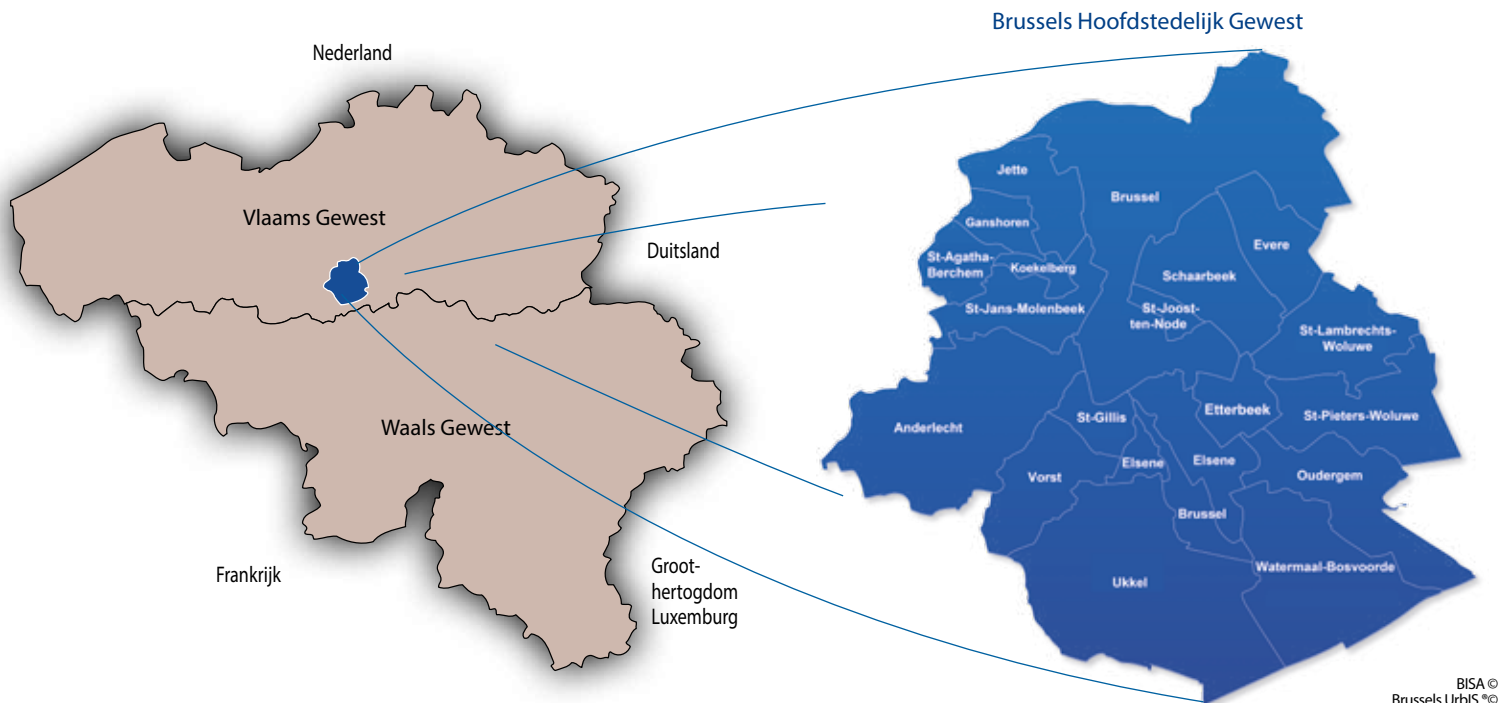 Brussels Hoofdstedelijk Gewest
Nederland
Vlaams Gewest
Duitsland
Waals Gewest
Frankrijk
Groot-
hertogdom
Luxemburg
Jette
Brussel
Ganshoren
Evere
St-Agatha-
Berchem
Koekelberg
Schaarbeek
St-Jans-Molenbeek
St-Joost-
ten-Node
St-Lambrechts-
Woluwe
Anderlecht
St-Gillis
Etterbeek
St-Pieters-Woluwe
Vorst
Elsene
Elsene
Oudergem
Brussel
Ukkel
Watermaal-Bosvoorde
BISA ©
Brussels UrbIS ®©